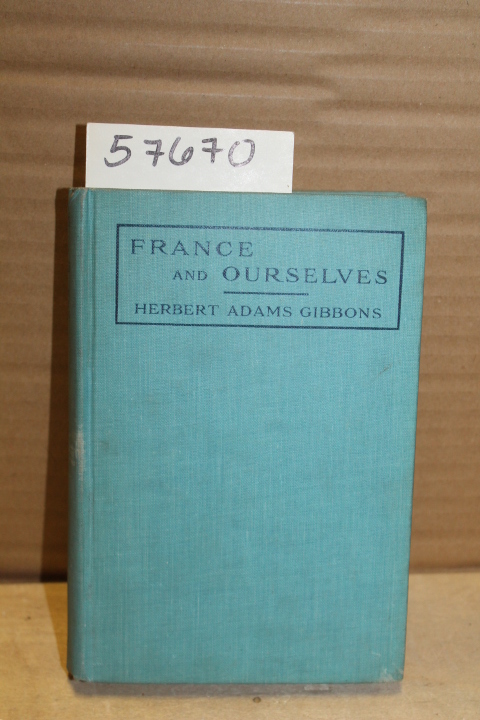 57670
FRANCE
AND OURSELVES
HERBERT ADAMS GIBBONS